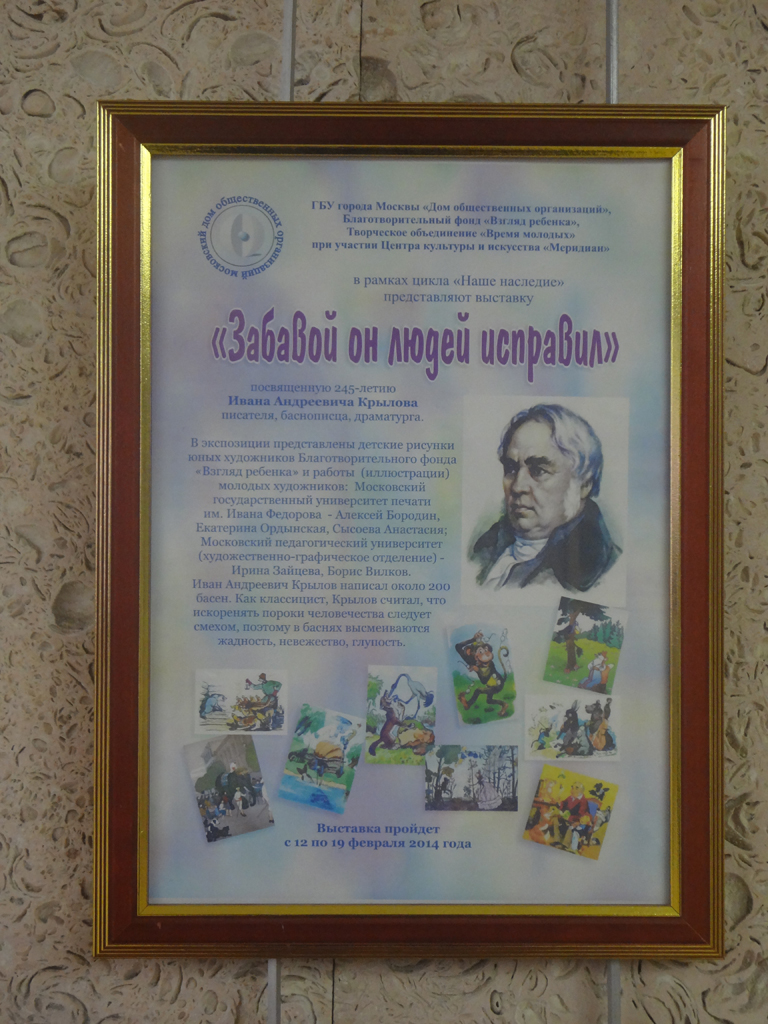 московский дом общественных организаций
ГБУ города Москвы «Дом общественных организаций»,
Благотворительный фонд «Взгляд ребенка»,
Творческое объединение «Время молодых»
при участии Центра культуры и искусства «Меридиан»
в рамках цикла «Наше наследие»
представляют выставку
«Забавой он людей исправил»
посвященную 245-летию
Ивана Андреевича Крылова
писателя, баснописца, драматурга.
В экспозиции представлены детские рисунки
юных художников Благотворительного фонда
«Взгляд ребенка» и работы (иллюстрации)
молодых художников: Московский
государственный университет печати
им. Ивана Федорова - Алексей Бородин,
Екатерина Ордынская, Сысоева Анастасия;
Московский педагогический университет
(художественно-графическое отделение) -
Ирина Зайцева, Борис Вилков.
Иван Андреевич Крылов написал около 200
басен. Как классицист, Крылов считал, что
искоренять пороки человечества следует
смехом, поэтому в баснях высмеиваются
жадность, невежество, глупость.
Выставка пройдет
с 12 по 19 февраля 2014 года